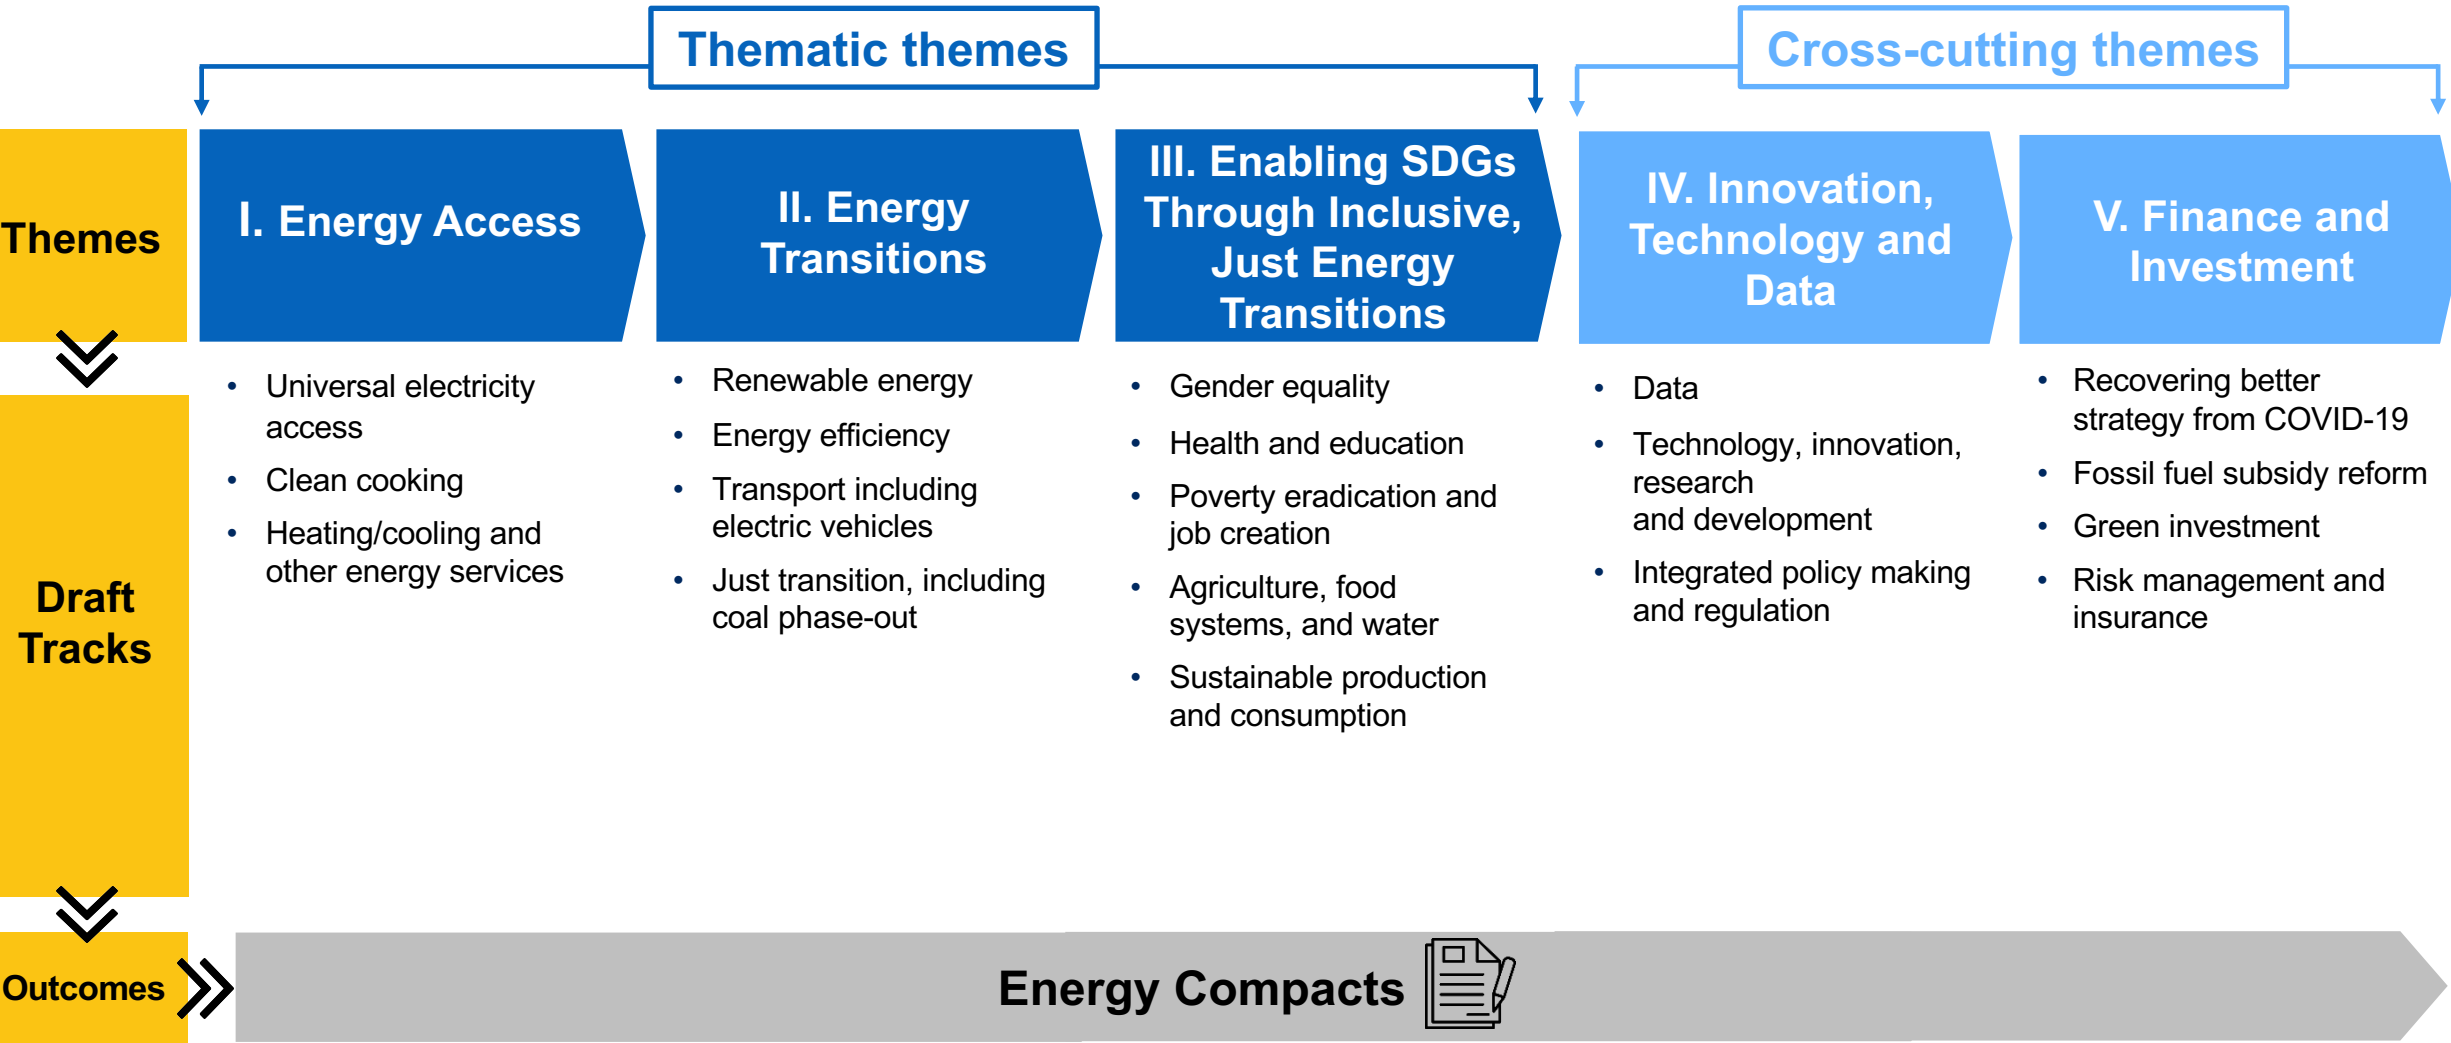 Thematic themes
Cross-cutting themes
Themes
I. Energy Access
II. Energy
Transitions
III. Enabling SDGs
Through Inclusive,
Just Energy
Transitions
IV. Innovation,
Technology and
Data
V. Finance and
Investment
Draft
Tracks
• Universal electricity
access
• Clean cooking
• Heating/cooling and
other energy services
• Renewable energy
• Energy efficiency
• Transport including
electric vehicles
• Just transition, including
coal phase-out
• Gender equality
• Health and education
• Poverty eradication and
job creation
• Agriculture, food
systems, and water
• Sustainable production
and consumption
• Data
• Technology, innovation,
research
and development
• Integrated policy making
and regulation
• Recovering better
strategy from COVID-19
• Fossil fuel subsidy reform
• Green investment
• Risk management and
insurance
Outcomes
Energy Compacts